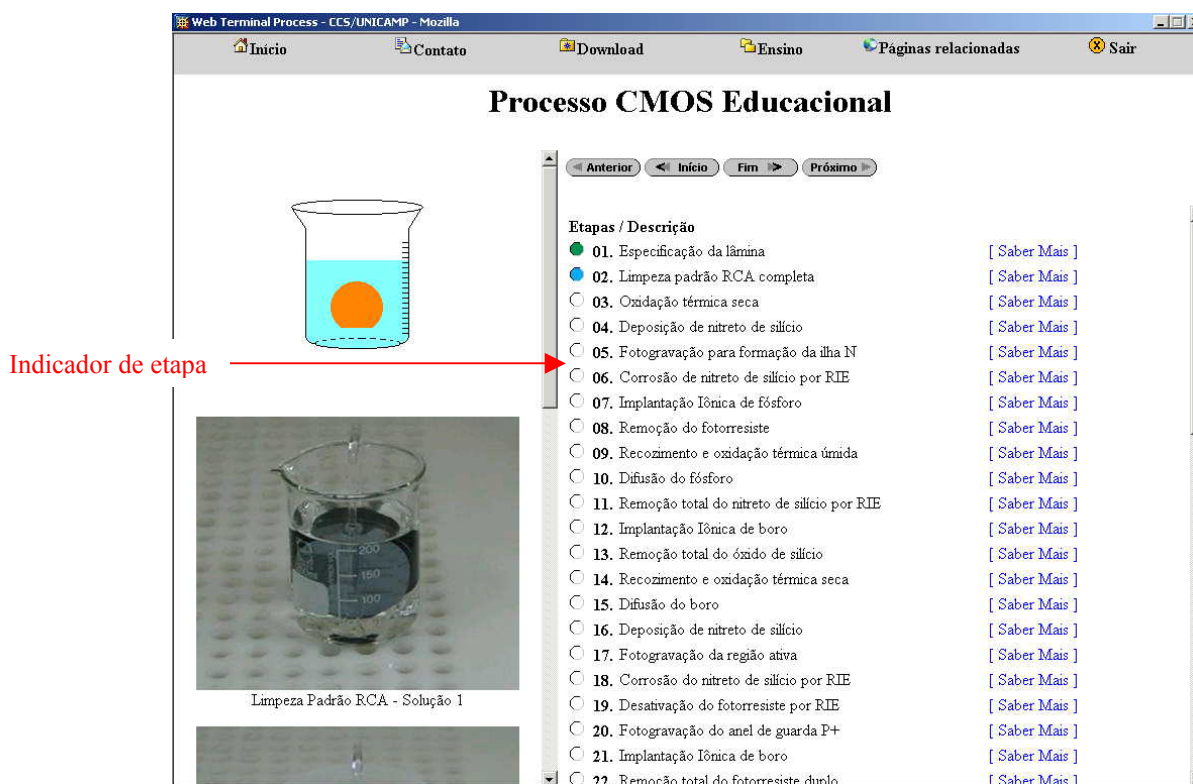 Web Terminal Process - CCS/UNICAMP - Mozilla
Início Contato Download Ensino Páginas relacionadas Sair
Processo CMOS Educacional
Anterior Início Fim Próximo
Etapas / Descrição
01. Especificação da lâmina [ Saber Mais ]
02. Limpeza padrão RCA completa [ Saber Mais ]
03. Oxidação térmica seca [ Saber Mais ]
04. Deposição de nitreto de silício [ Saber Mais ]
Indicador de etapa
05. Fotogravação para formação da ilha N [ Saber Mais ]
06. Corrosão de nitreto de silício por RIE [ Saber Mais ]
07. Implantação Iônica de fósforo [ Saber Mais ]
08. Remoção do fotorresiste [ Saber Mais ]
09. Recozimento e oxidação térmica úmida [ Saber Mais ]
10. Difusão do fósforo [ Saber Mais ]
11. Remoção total do nitreto de silício por RIE [ Saber Mais ]
12. Implantação Iônica de boro [ Saber Mais ]
13. Remoção total do óxido de silício [ Saber Mais ]
14. Recozimento e oxidação térmica seca [ Saber Mais ]
15. Difusão do boro [ Saber Mais ]
16. Deposição de nitreto de silício [ Saber Mais ]
17. Fotogravação da região ativa [ Saber Mais ]
18. Corrosão do nitreto de silício por RIE [ Saber Mais ]
19. Desativação do fotorresiste por RIE [ Saber Mais ]
20. Fotogravação do anel de guarda P+ [ Saber Mais ]
21. Implantação Iônica de boro [ Saber Mais ]
22. Remoção total do fotorresiste duplo [ Saber Mais ]
200
150
100
Limpeza Padrão RCA - Solução 1